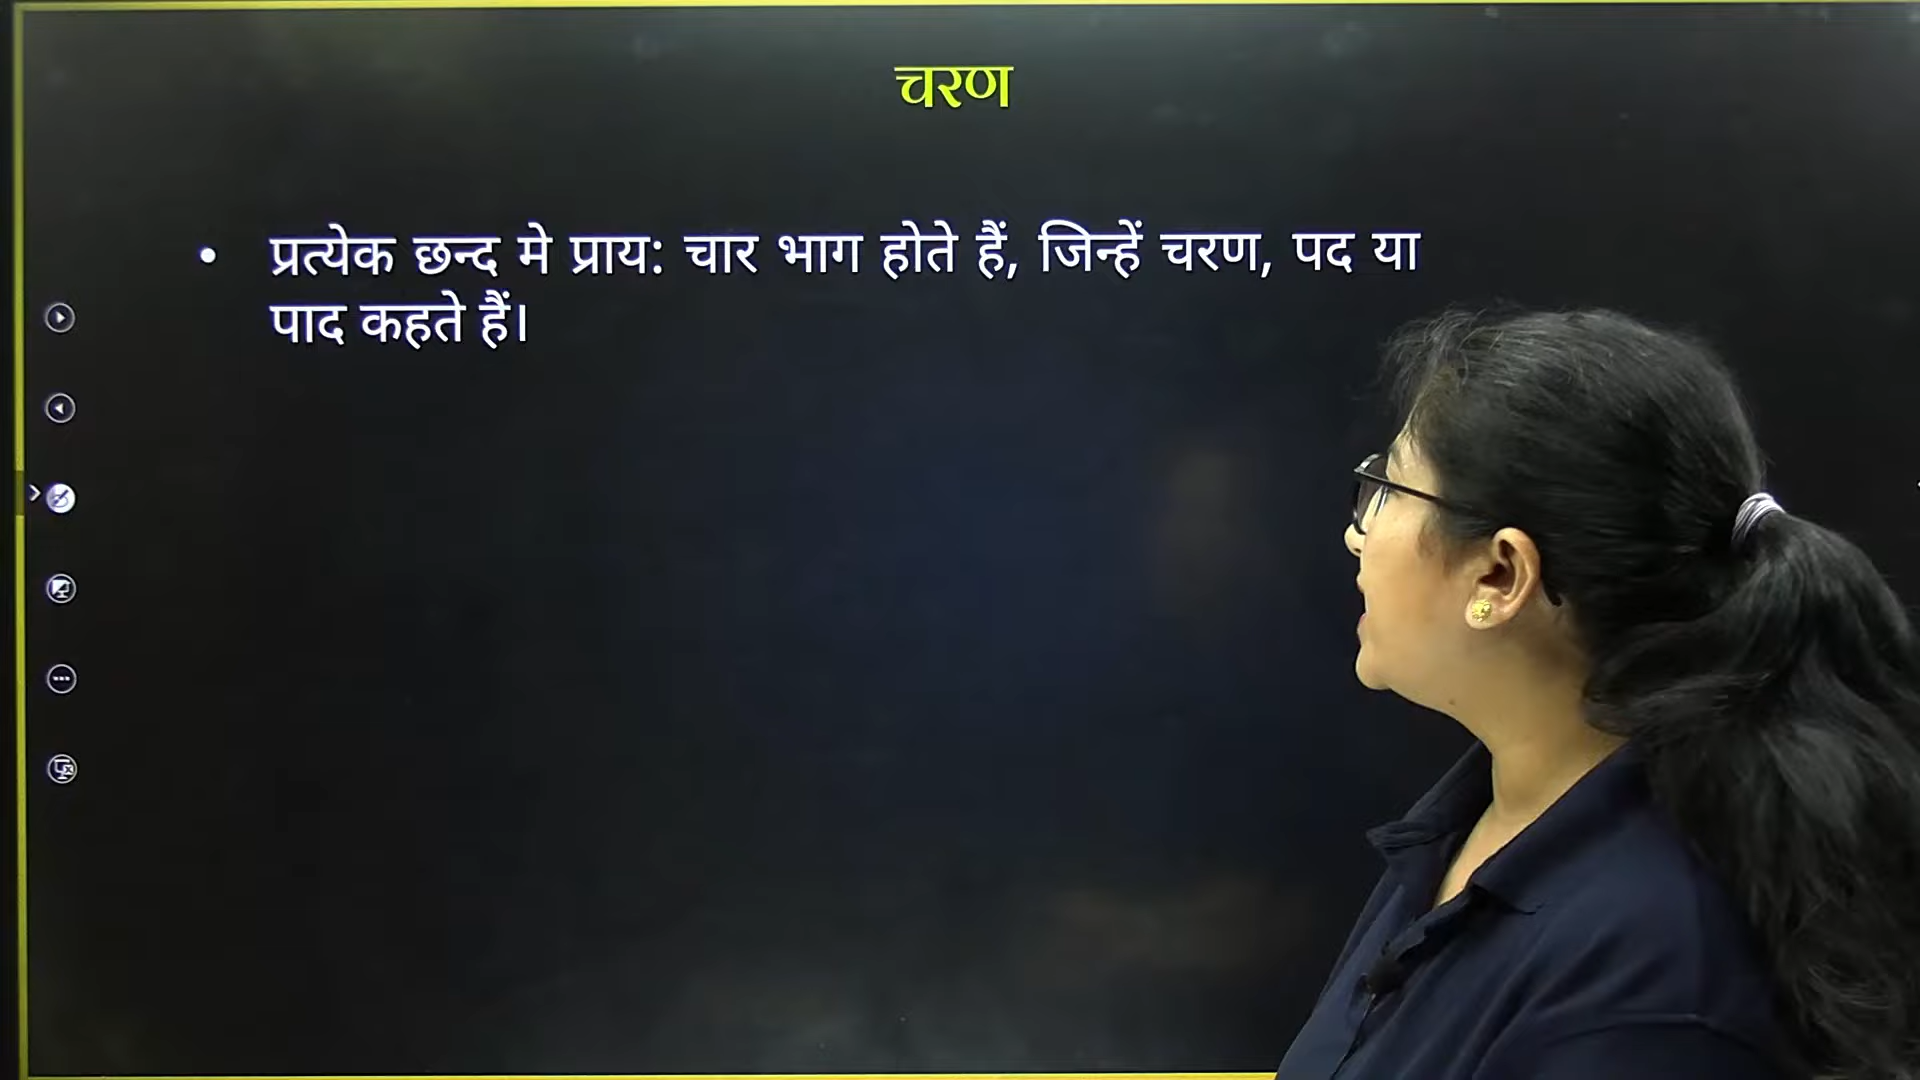 चरण
• प्रत्येक छन्द मे प्राय: चार भाग होते हैं, जिन्हें चरण, पद या
पाद कहते हैं।